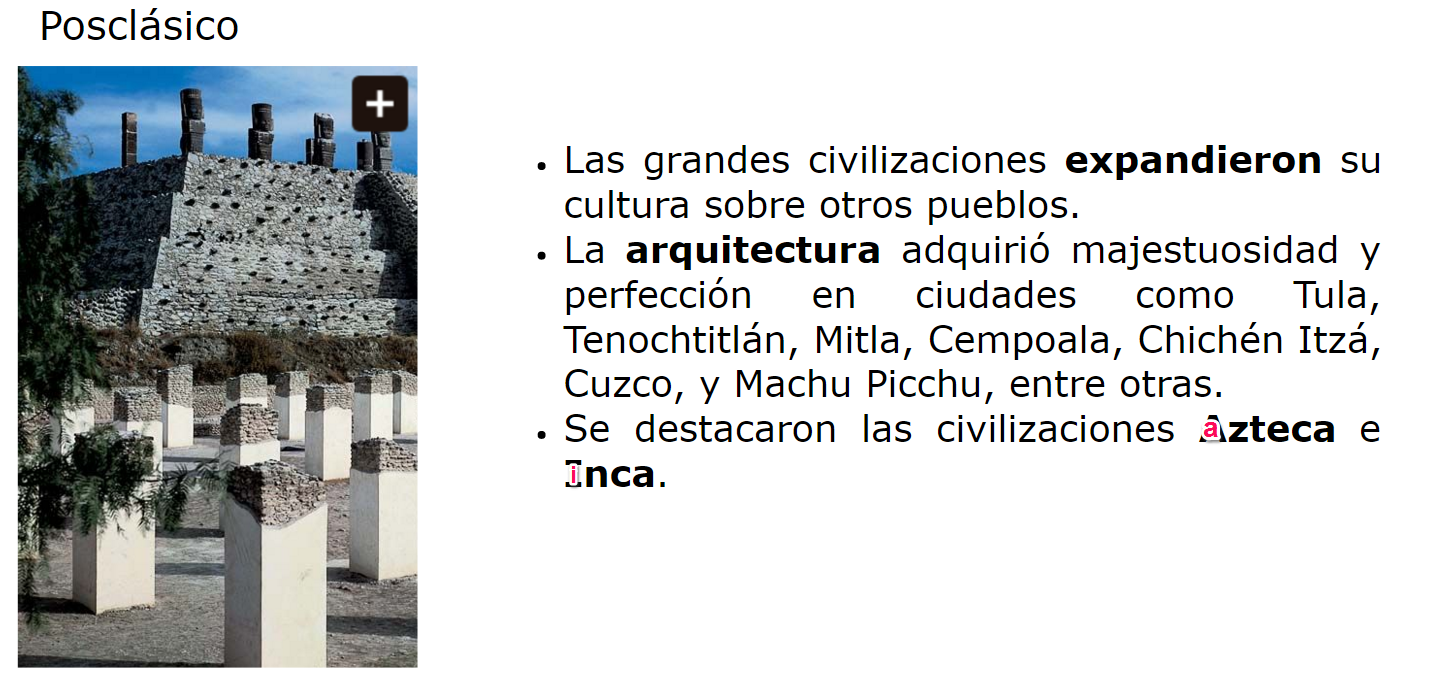 Posclásico
+
• Las grandes civilizaciones expandieron su
cultura sobre otros pueblos.
• La arquitectura adquirió majestuosidad y
perfección en ciudades como Tula,
Tenochtitlán, Mitla, Cempoala, Chichén Itzá,
Cuzco, y Machu Picchu, entre otras.
• Se destacaron las civilizaciones azteca e
inca.